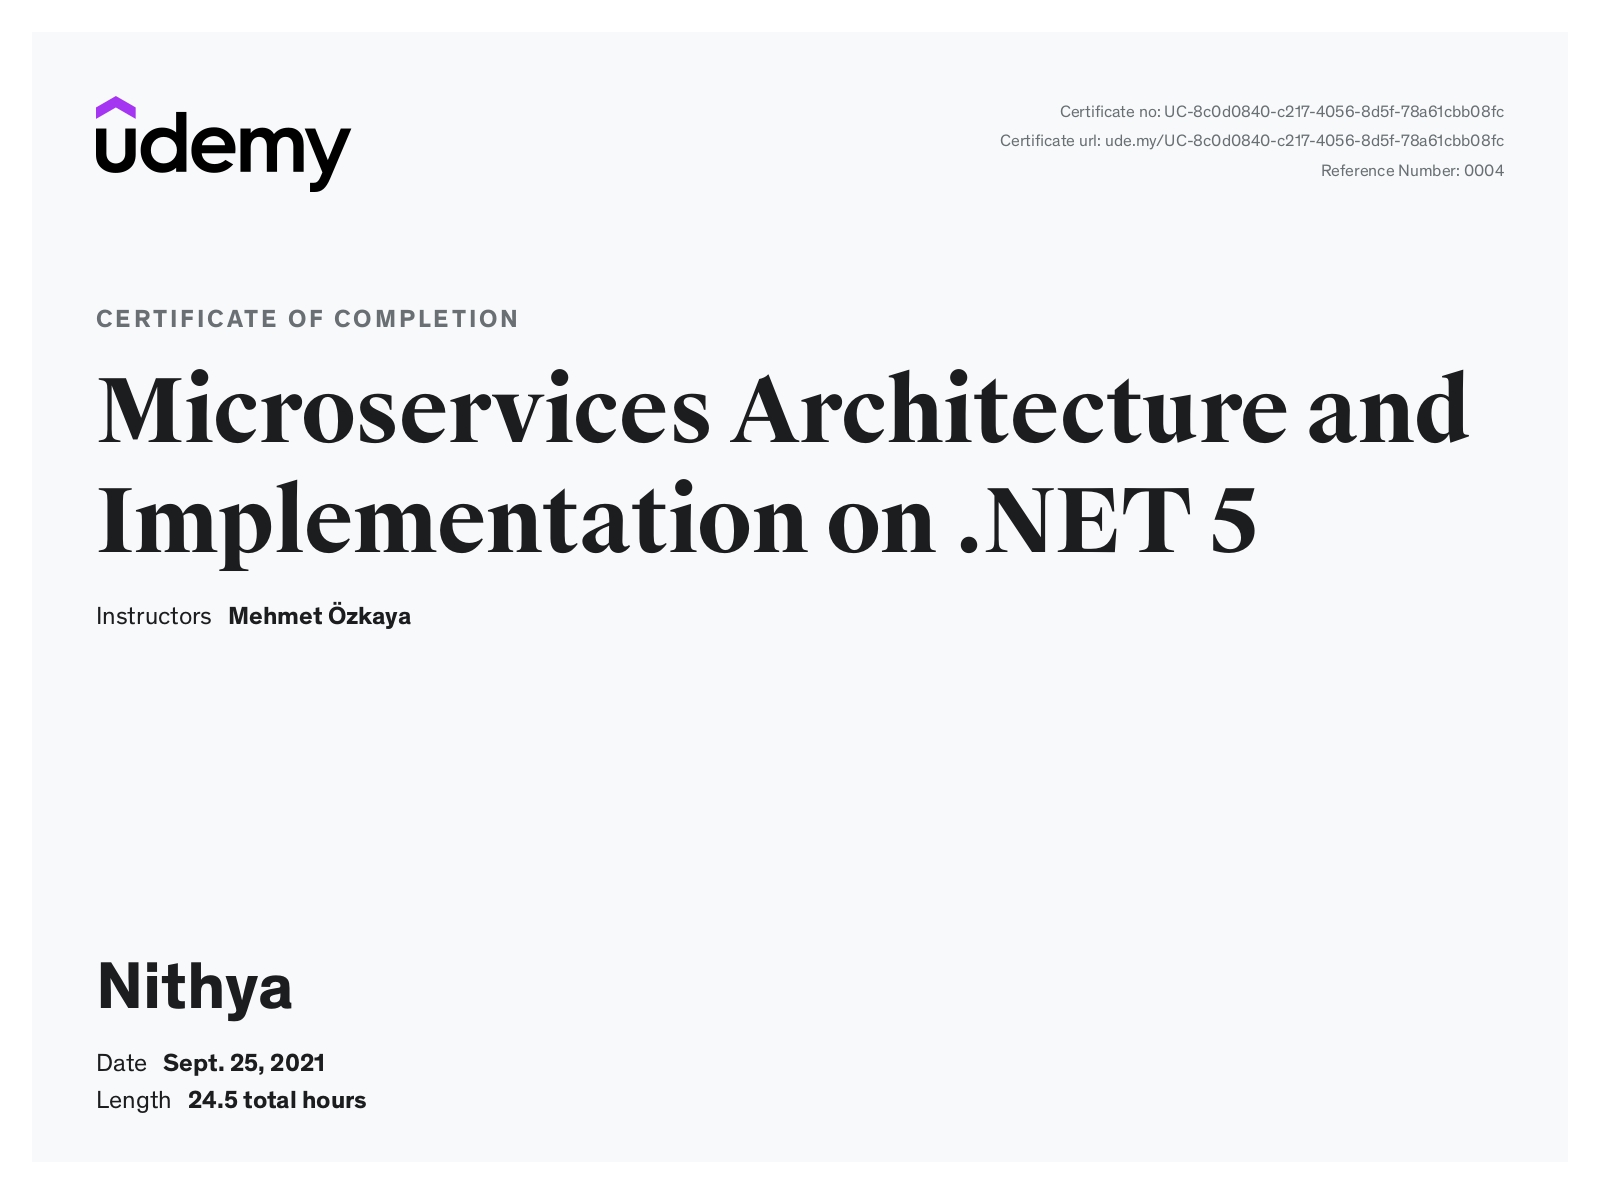 udemy
Certificate no: UC-8c0d0840-c217-4056-8d5f-78a61cbb08fc
Certificate url: ude.my/UC-8c0d0840-c217-4056-8d5f-78a61cbb08fc
Reference Number: 0004
CERTIFICATE OF COMPLETION
Microservices Architecture and
Implementation on .NET 5
Instructors Mehmet Özkaya
Nithya
Date Sept. 25, 2021
Length 24.5 total hours